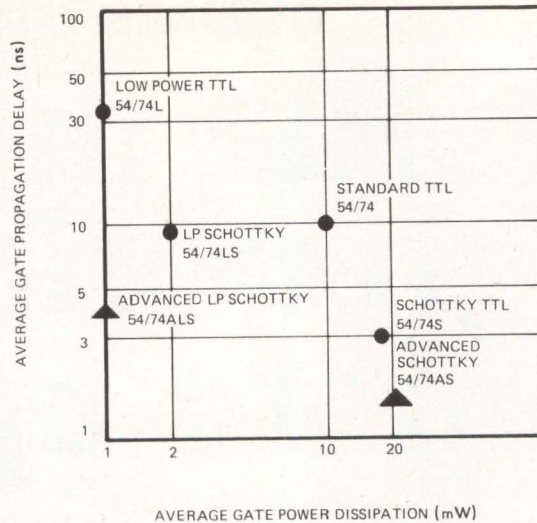 AVERAGE GATE PROPAGATION DELAY (ns)
100
50
30
10
5
3
1
LOW POWER TTL
54/74L
STANDARD TTL
54/74
LP SCHOTTKY
54/74LS
ADVANCED LP SCHOTTKY
54/74ALS
SCHOTTKY TTL
54/74S
ADVANCED
SCHOTTKY
54/74AS
1
2
10
20
AVERAGE GATE POWER DISSIPATION (mW)